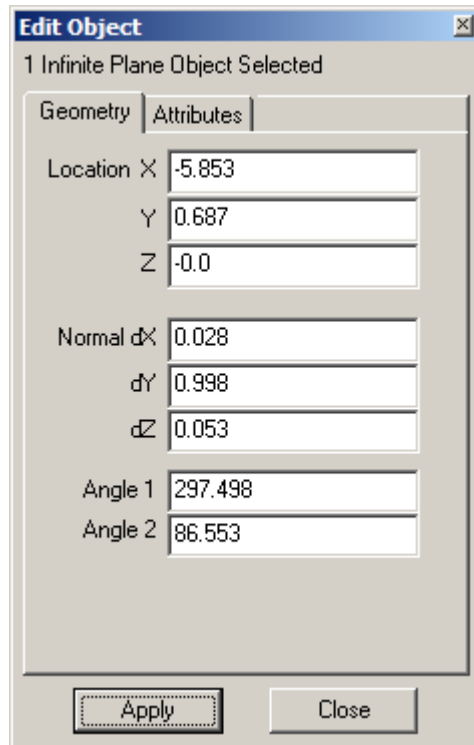 Edit Object
1 Infinite Plane Object Selected
Geometry Attributes
Location X -5.853
Y 0.687
Z -0.0
Normal dX 0.028
dY 0.998
dZ 0.053
Angle 1 297.498
Angle 2 86.553
Apply Close